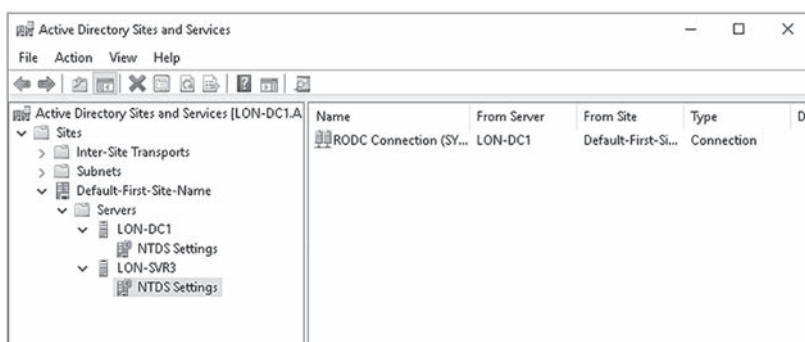 Active Directory Sites and Services
File Action View Help
Active Directory Sites and Services [LON-DC1.A
Sites
Inter-Site Transports
Subnets
Default-First-Site-Name
Servers
LON-DC1
NTDS Settings
LON-SVR3
NTDS Settings
Name From Server From Site Type D
RODC Connection (SY... LON-DC1 Default-First-Si... Connection